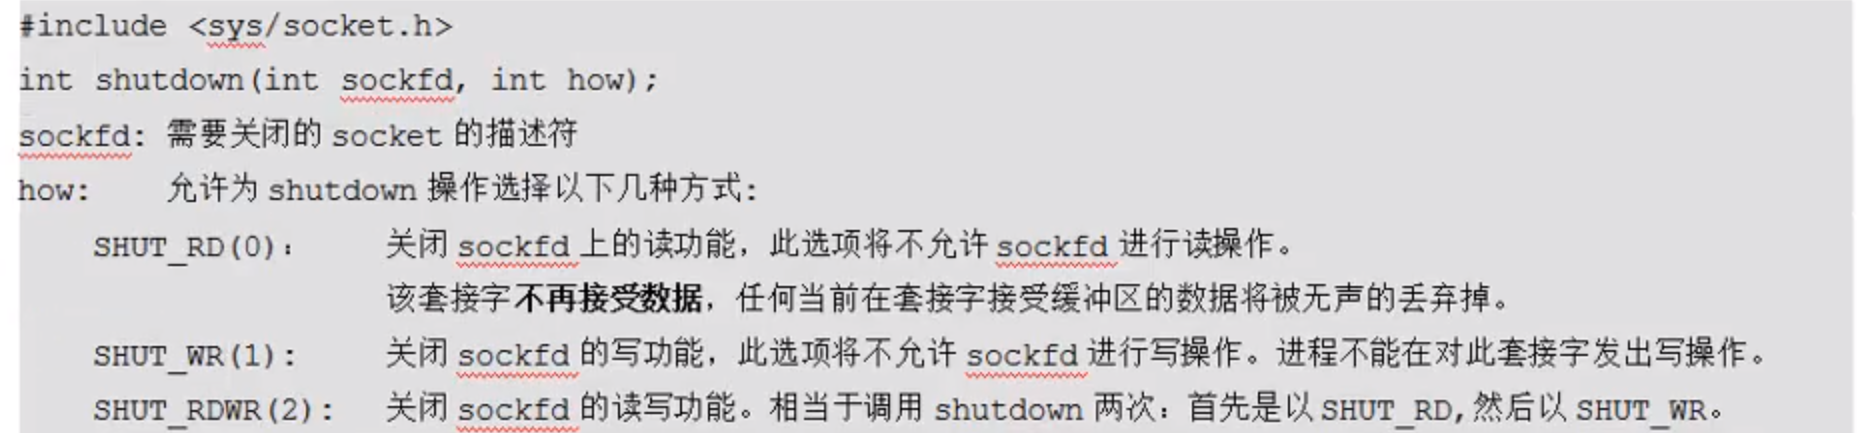 #include <sys/socket.h>
int shutdown(int sockfd, int how);
sockfd: 需要关闭的 socket 的描述符
how: 允许为 shutdown 操作选择以下几种方式:
SHUT_RD(0): 关闭 sockfd 上的读功能，此选项将不允许 sockfd 进行读操作。
该套接字不再接受数据，任何当前在套接字接受缓冲区的数据将被无声的丢弃掉。
SHUT_WR(1): 关闭 sockfd 的写功能，此选项将不允许 sockfd 进行写操作。进程不能在对此套接字发出写操作。
SHUT_RDWR(2): 关闭 sockfd 的读写功能。相当于调用 shutdown 两次：首先是以 SHUT_RD,然后以 SHUT_WR。